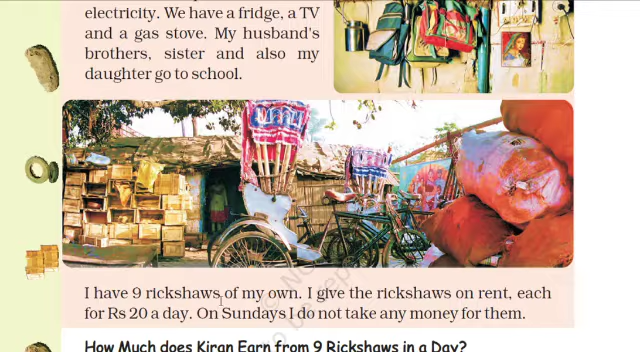 electricity. We have a fridge, a TV
and a gas stove. My husband's
brothers, sister and also my
daughter go to school.
I have 9 rickshaws of my own. I give the rickshaws on rent, each
for Rs 20 a day. On Sundays I do not take any money for them.
How Much does Kiran Earn from 9 Rickshaws in a Day?